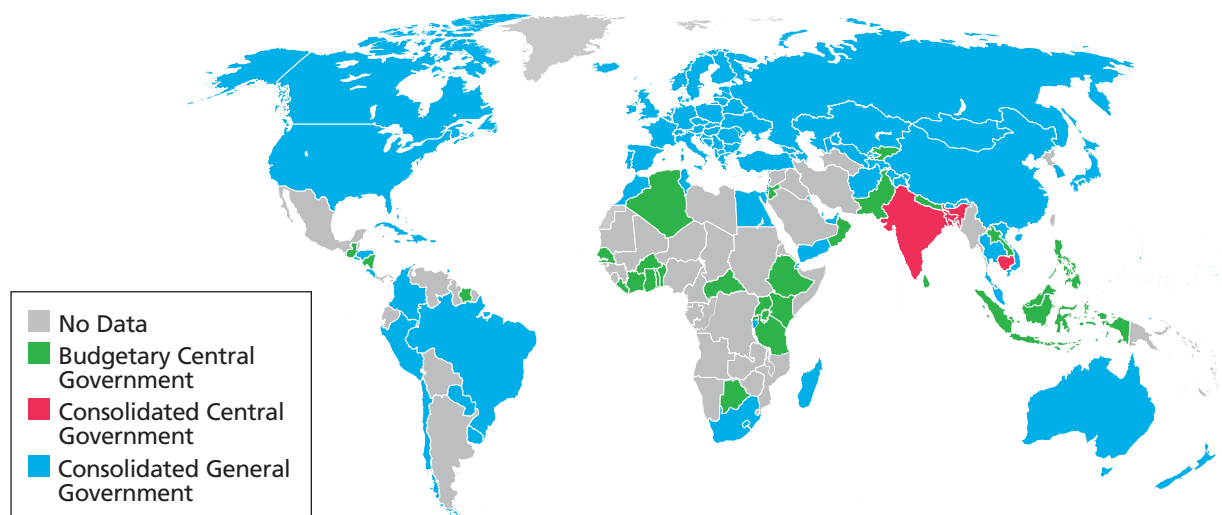 No Data
Budgetary Central
Government
Consolidated Central
Government
Consolidated General
Government